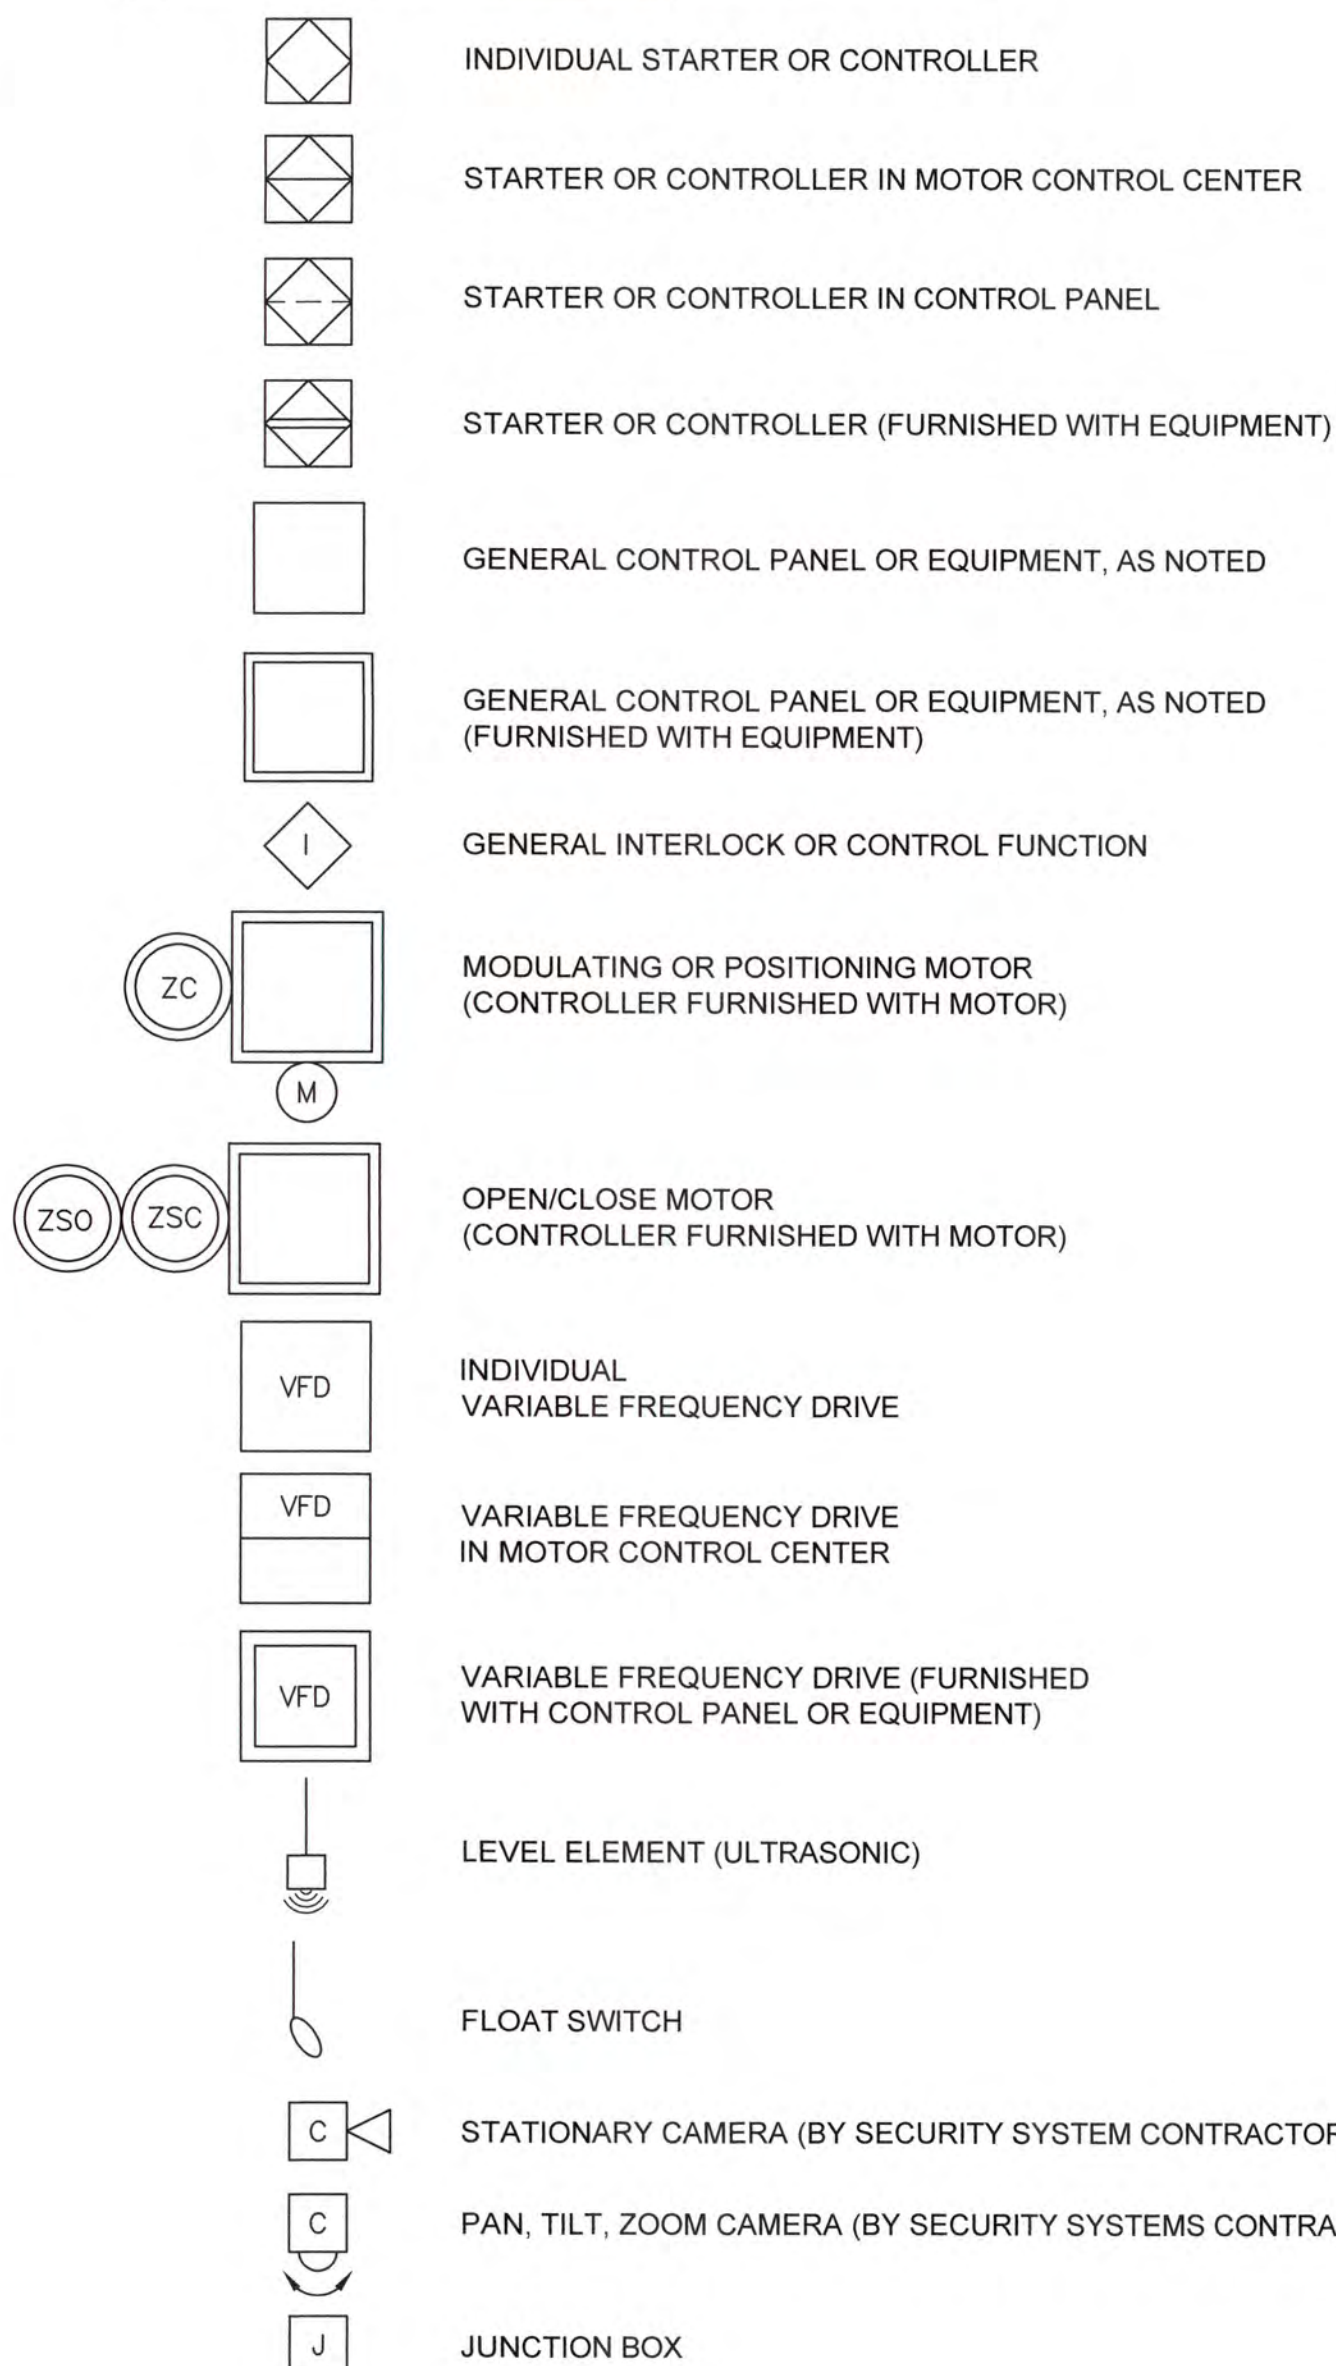 INDIVIDUAL STARTER OR CONTROLLER
STARTER OR CONTROLLER IN MOTOR CONTROL CENTER
STARTER OR CONTROLLER IN CONTROL PANEL
STARTER OR CONTROLLER (FURNISHED WITH EQUIPMENT)
GENERAL CONTROL PANEL OR EQUIPMENT, AS NOTED
GENERAL CONTROL PANEL OR EQUIPMENT, AS NOTED
(FURNISHED WITH EQUIPMENT)
I
GENERAL INTERLOCK OR CONTROL FUNCTION
ZC
MODULATING OR POSITIONING MOTOR
(CONTROLLER FURNISHED WITH MOTOR)
M
ZSO
ZSC
OPEN/CLOSE MOTOR
(CONTROLLER FURNISHED WITH MOTOR)
VFD
INDIVIDUAL
VARIABLE FREQUENCY DRIVE
VFD
VARIABLE FREQUENCY DRIVE
IN MOTOR CONTROL CENTER
VFD
VARIABLE FREQUENCY DRIVE (FURNISHED
WITH CONTROL PANEL OR EQUIPMENT)
LEVEL ELEMENT (ULTRASONIC)
FLOAT SWITCH
C
STATIONARY CAMERA (BY SECURITY SYSTEM
C
PAN, TILT, ZOOM CAMERA (BY SECURITY SYSTEMS
J
JUNCTION BOX